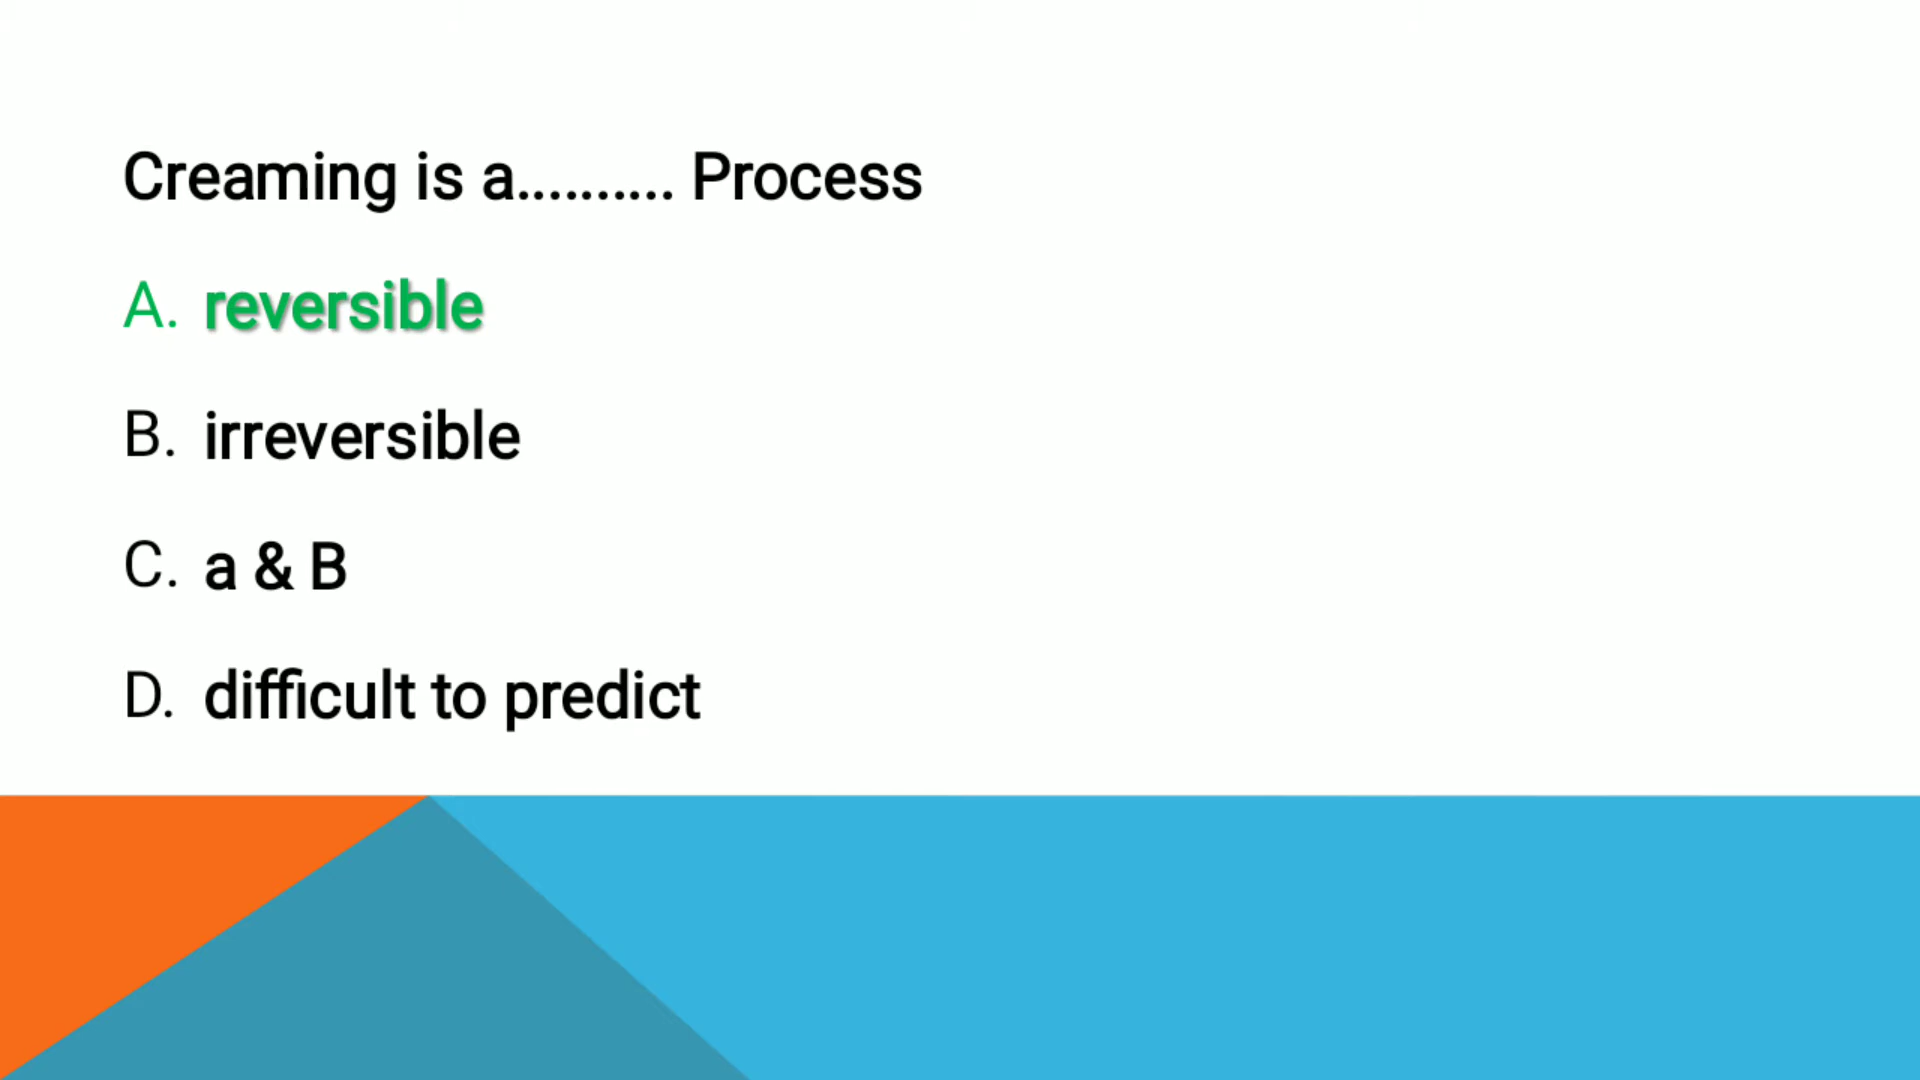 Creaming is a.......... Process
A. reversible
B. irreversible
C. a & B
D. difficult to predict